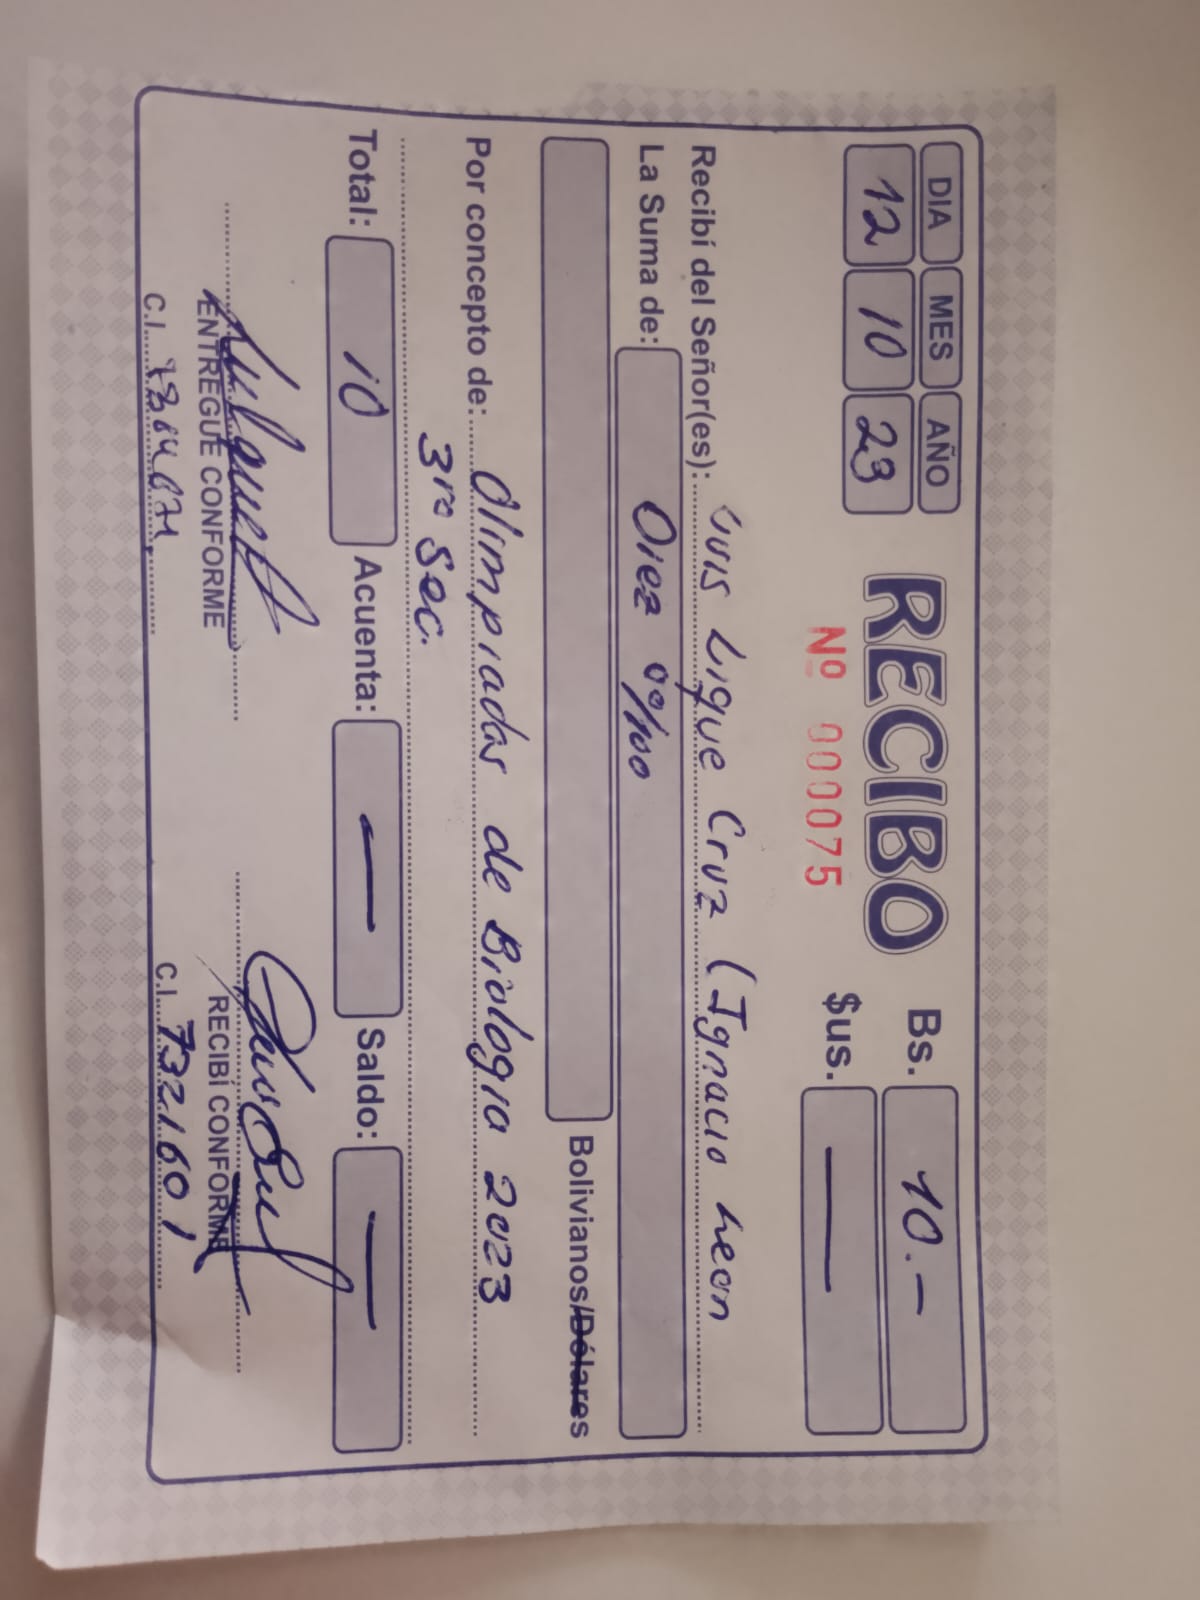 DIA MES AÑO
12 10 23
RECIBO
Nº 000075
Bs. 10.-
$us. —
Recibí del Señor(es): Luis Lique Cruz (Ignacio Leon
La Suma de: Diez 00/100
Bolivianos/Dólares
Por concepto de: Olimpiadas de Biologia 2023
3ro Sec.
Total: 10 Acuenta: — Saldo: —
ENTREGUE CONFORME RECIBÍ CONFORME
C.I. C.I. 7321601